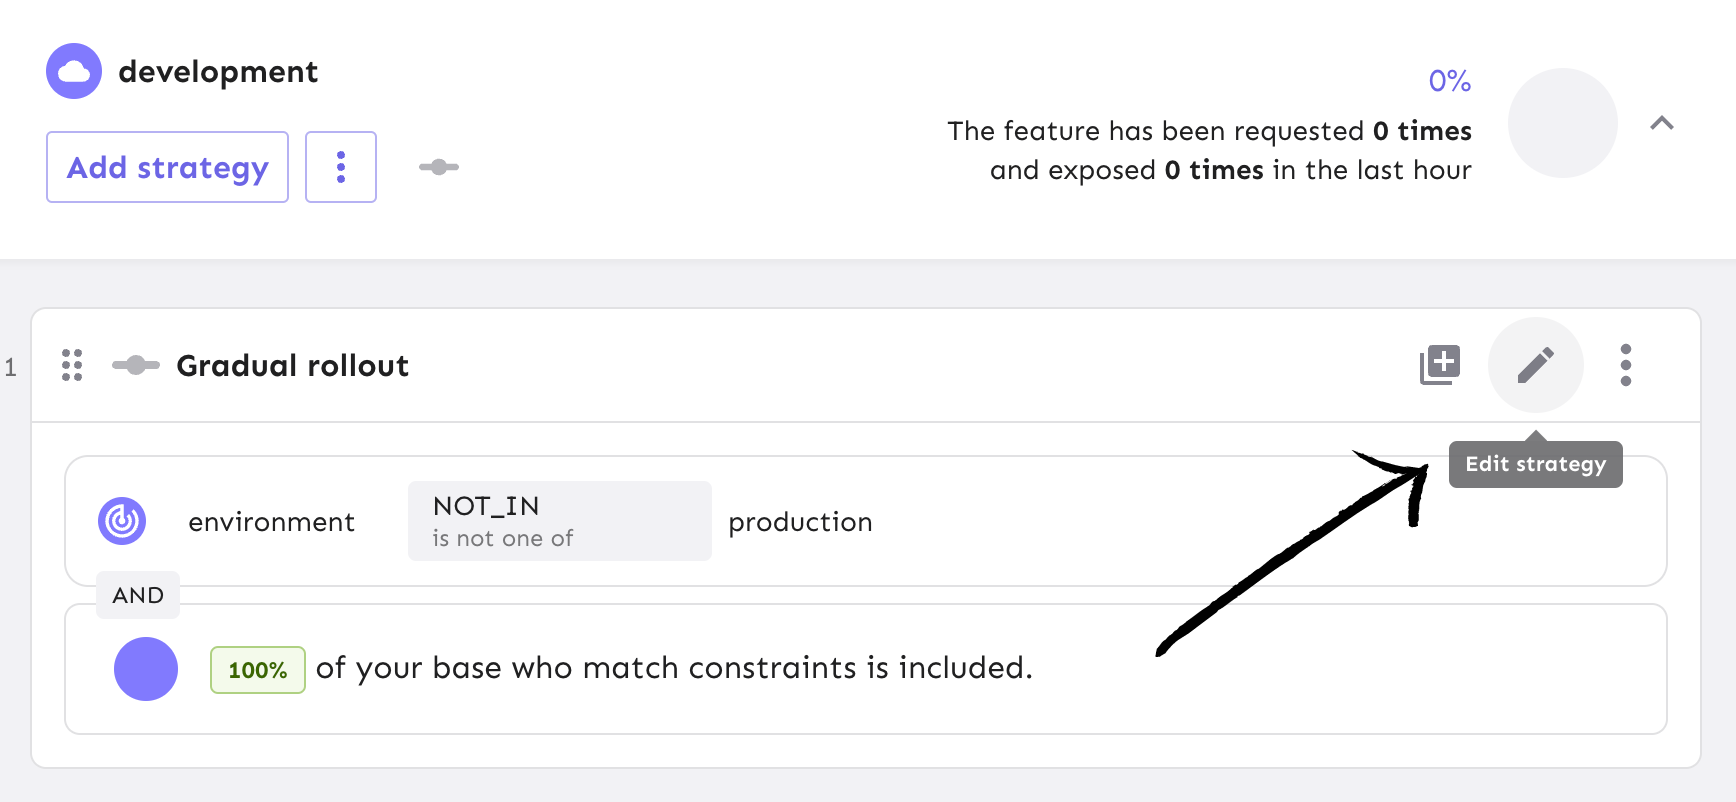 development
Add strategy
0%
The feature has been requested 0 times
and exposed 0 times in the last hour
1
Gradual rollout
Edit strategy
environment
NOT_IN
is not one of
production
AND
100% of your base who match constraints is included.